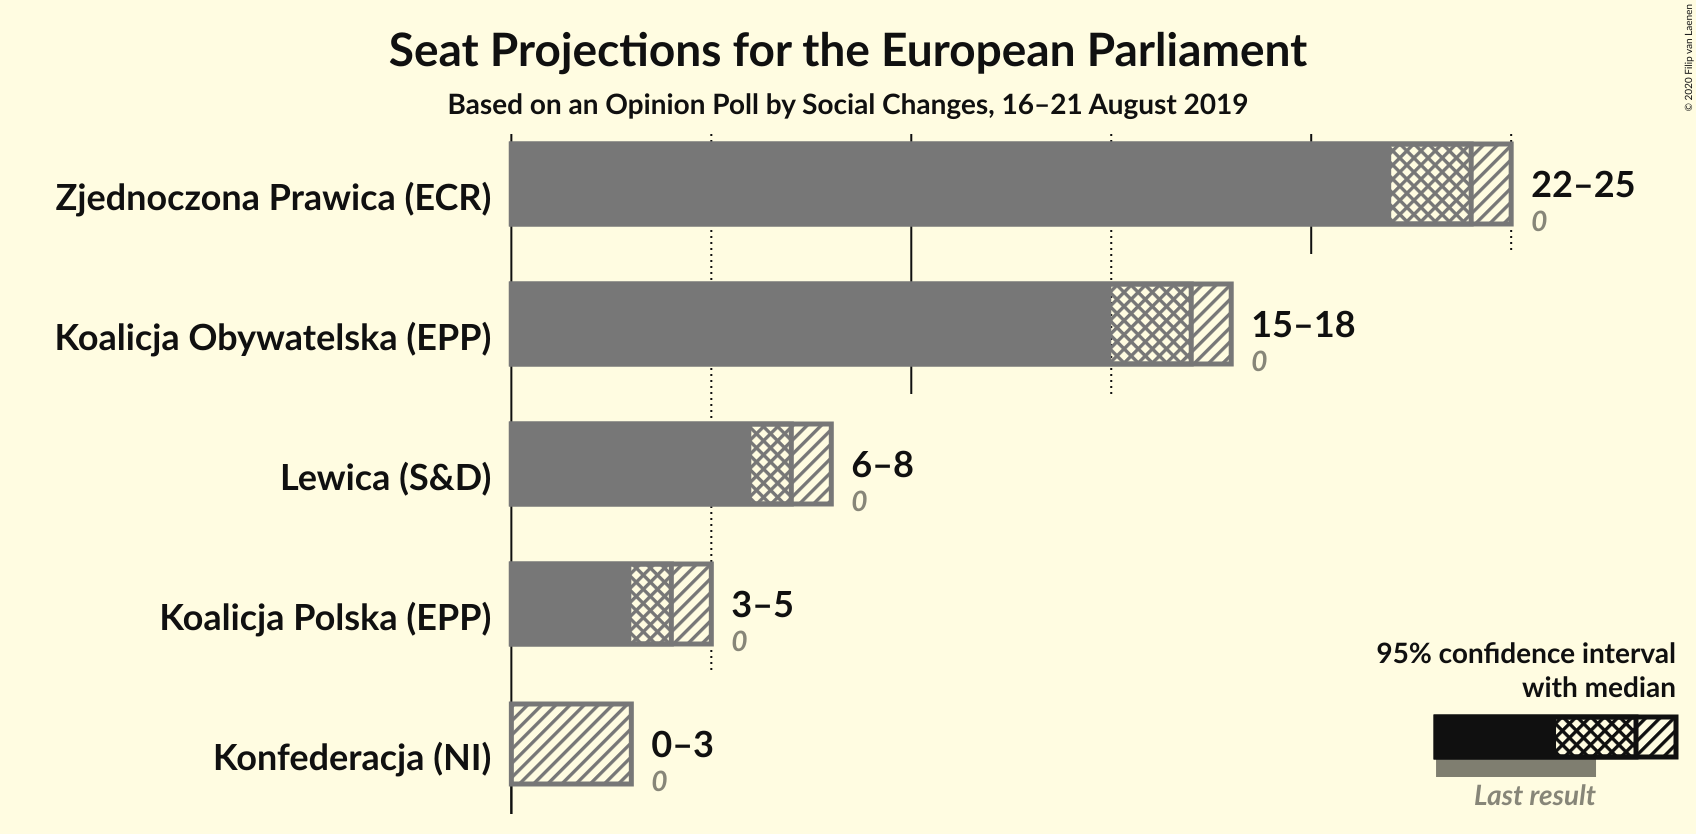 Seat Projections for the European Parliament
Based on an Opinion Poll by Social Changes, 16–21 August 2019
© 2020 Filip van Laenen
Zjednoczona Prawica (ECR)
22–25
0
Koalicja Obywatelska (EPP)
15–18
0
Lewica (S&D)
6–8
0
Koalicja Polska (EPP)
3–5
0
Konfederacja (NI)
0–3
0
95% confidence interval
with median
Last result